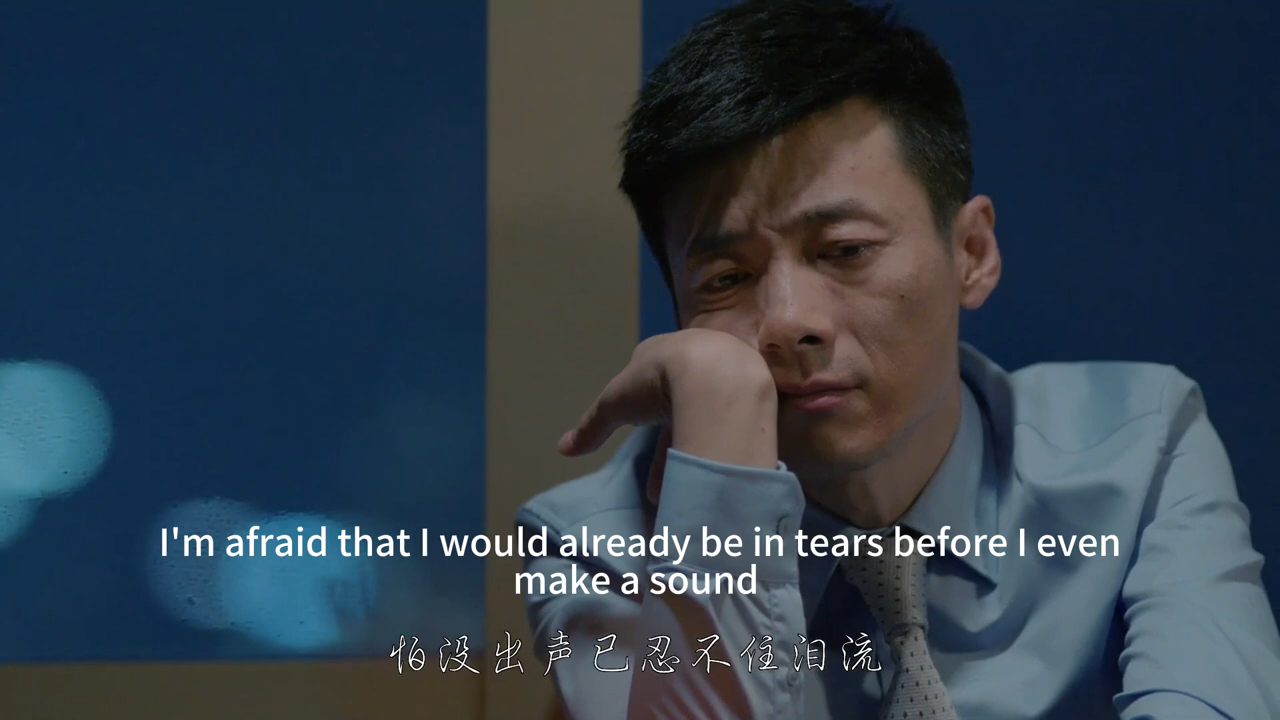 I'm afraid that I would already be in tears before I even
make a sound
怕没出声已忍不住泪流